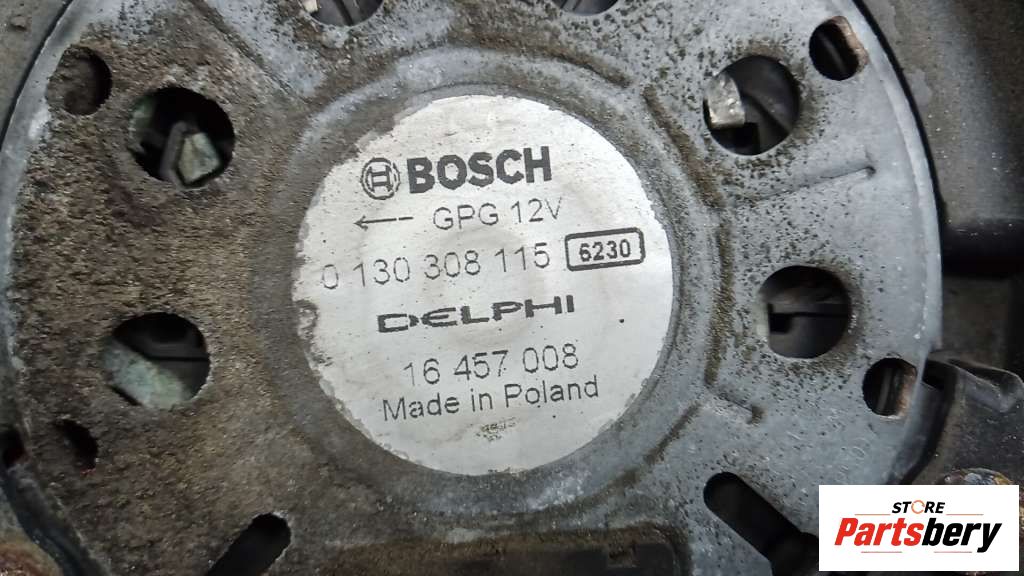 BOSCH
GPG 12V
0 130 308 115 6230
DELPHI
16 457 008
Made in Poland
STORE
Partsbery